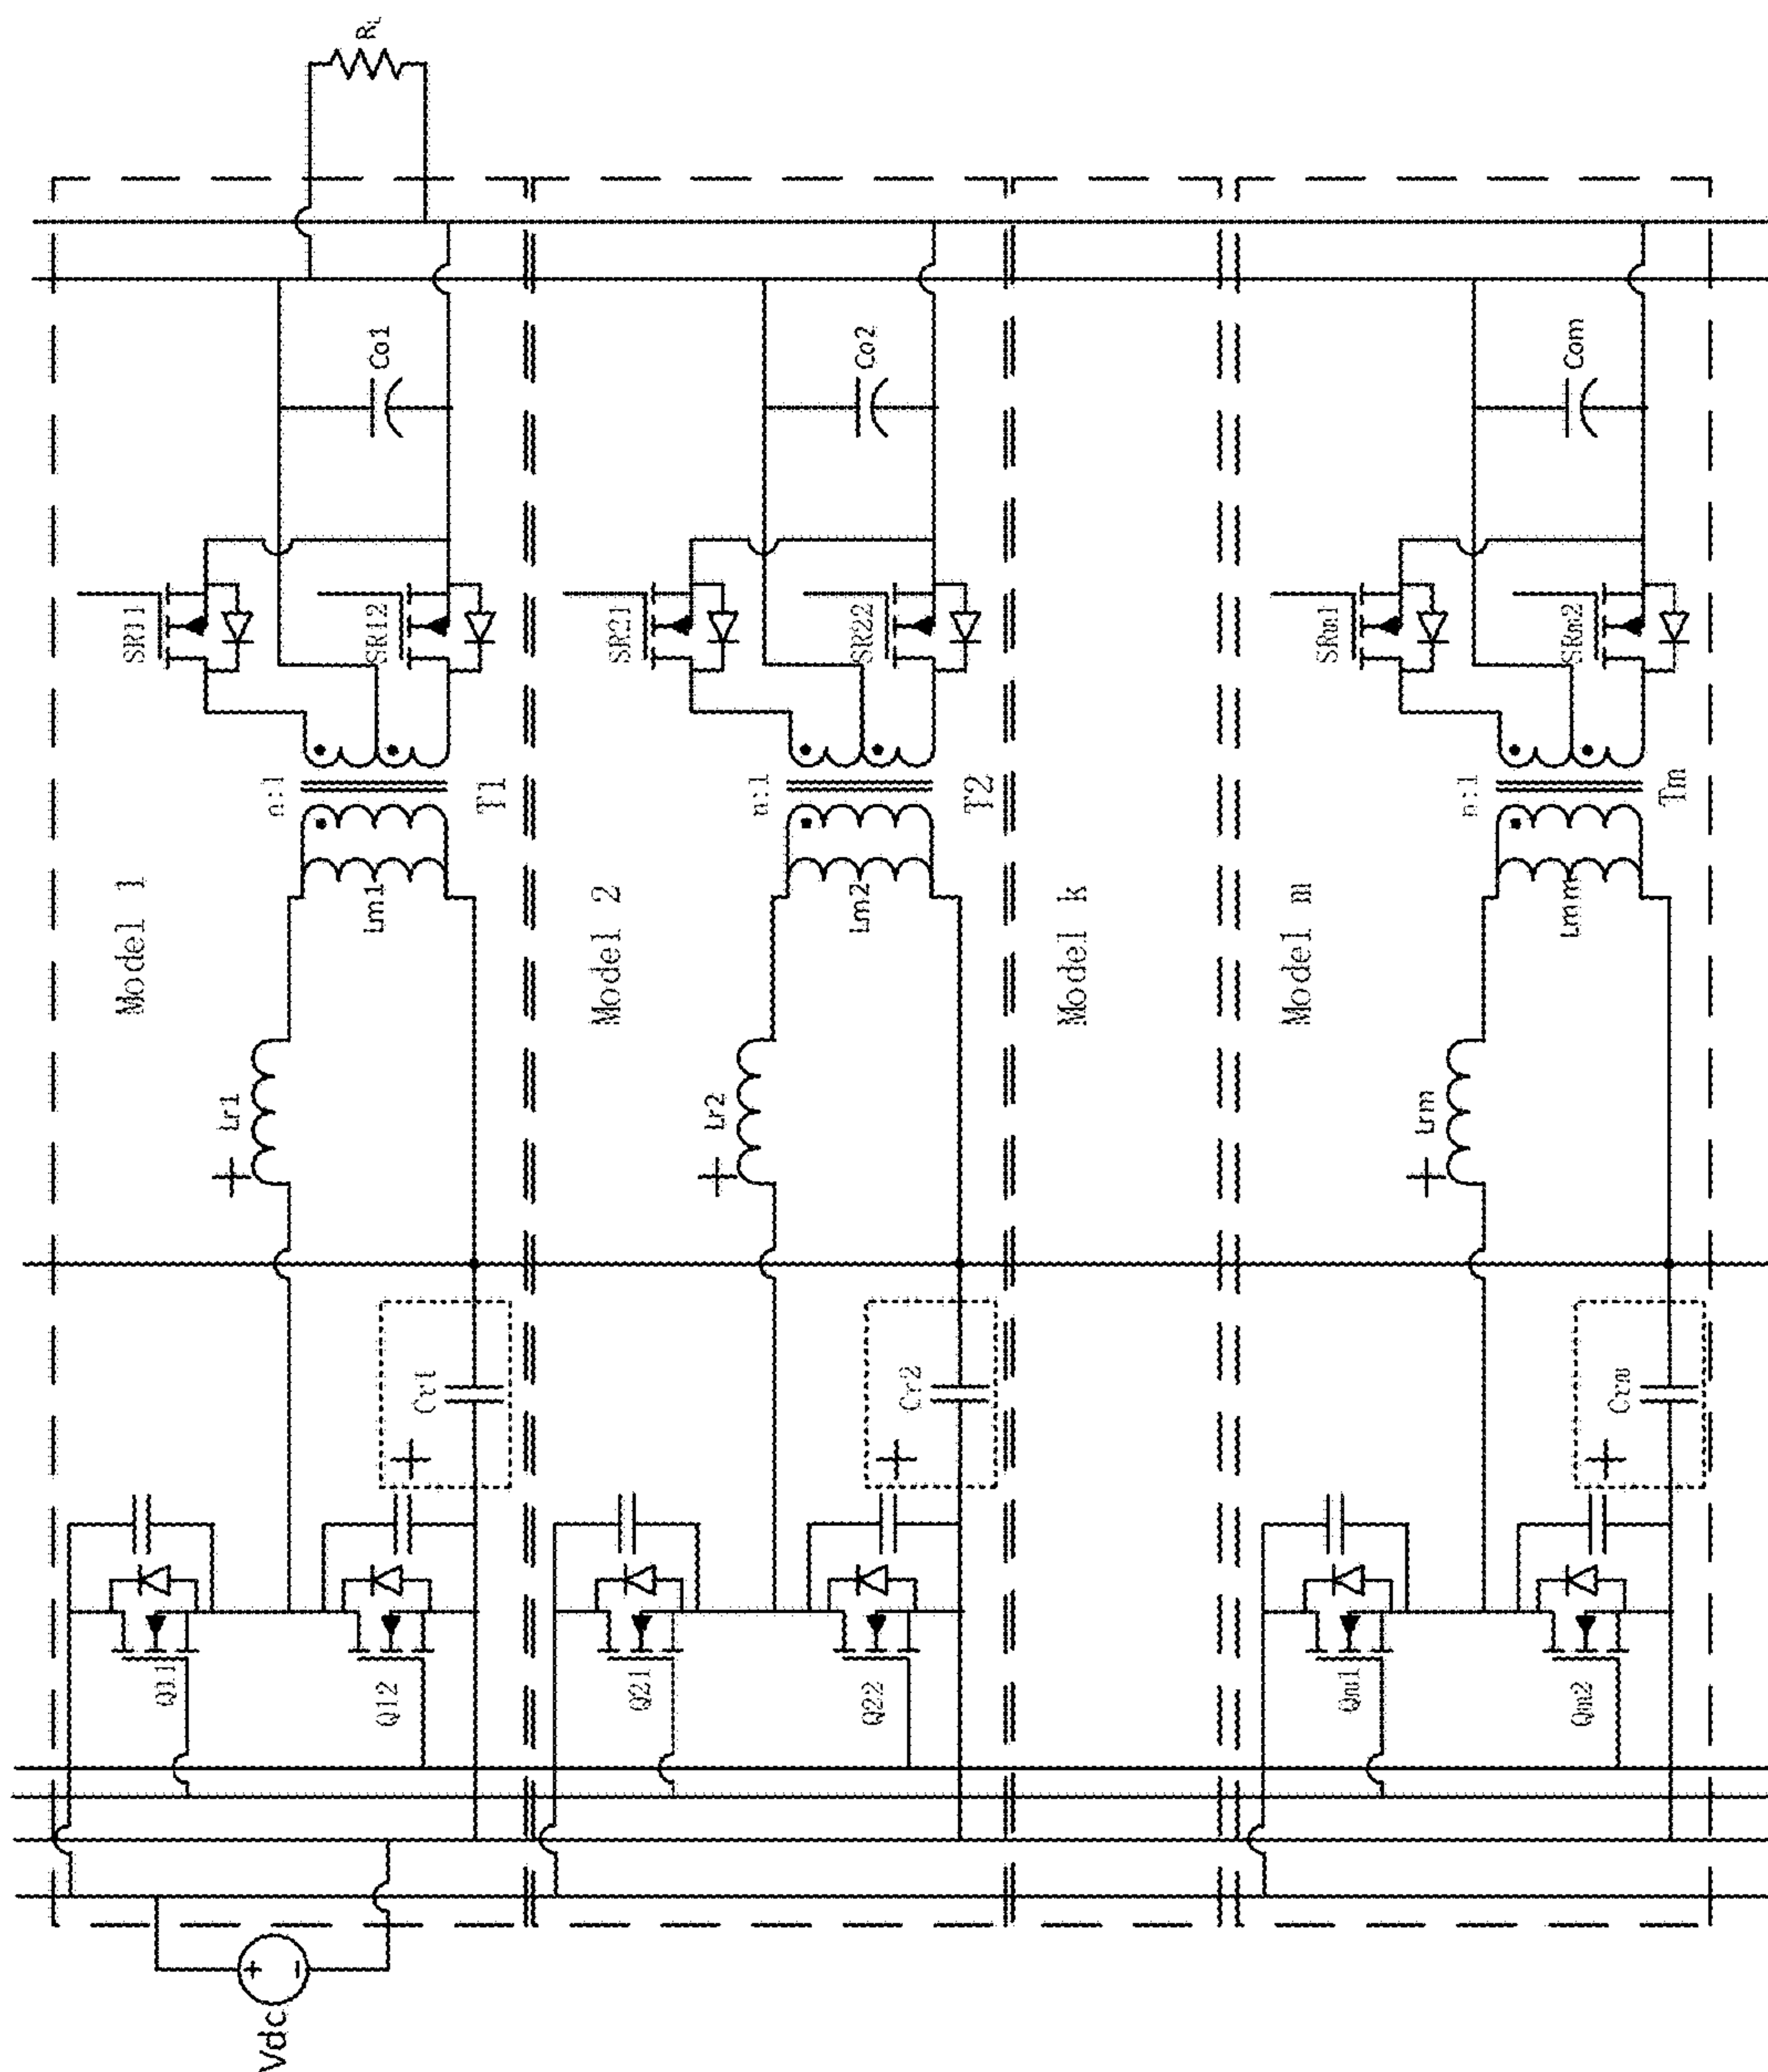 Vdc
+
-
Model 1
Q11
Q12
+
Cr1
+
Lr1
Lm1
n:1
T1
SR11
SR12
Co1
Model 2
Q21
Q22
+
Cr2
+
Lr2
Lm2
n:1
T2
SR21
SR22
Co2
Model k
Model m
Qm1
Qm2
+
Crm
+
Lrm
Lmm
n:1
Tm
SRm1
SRm2
Com